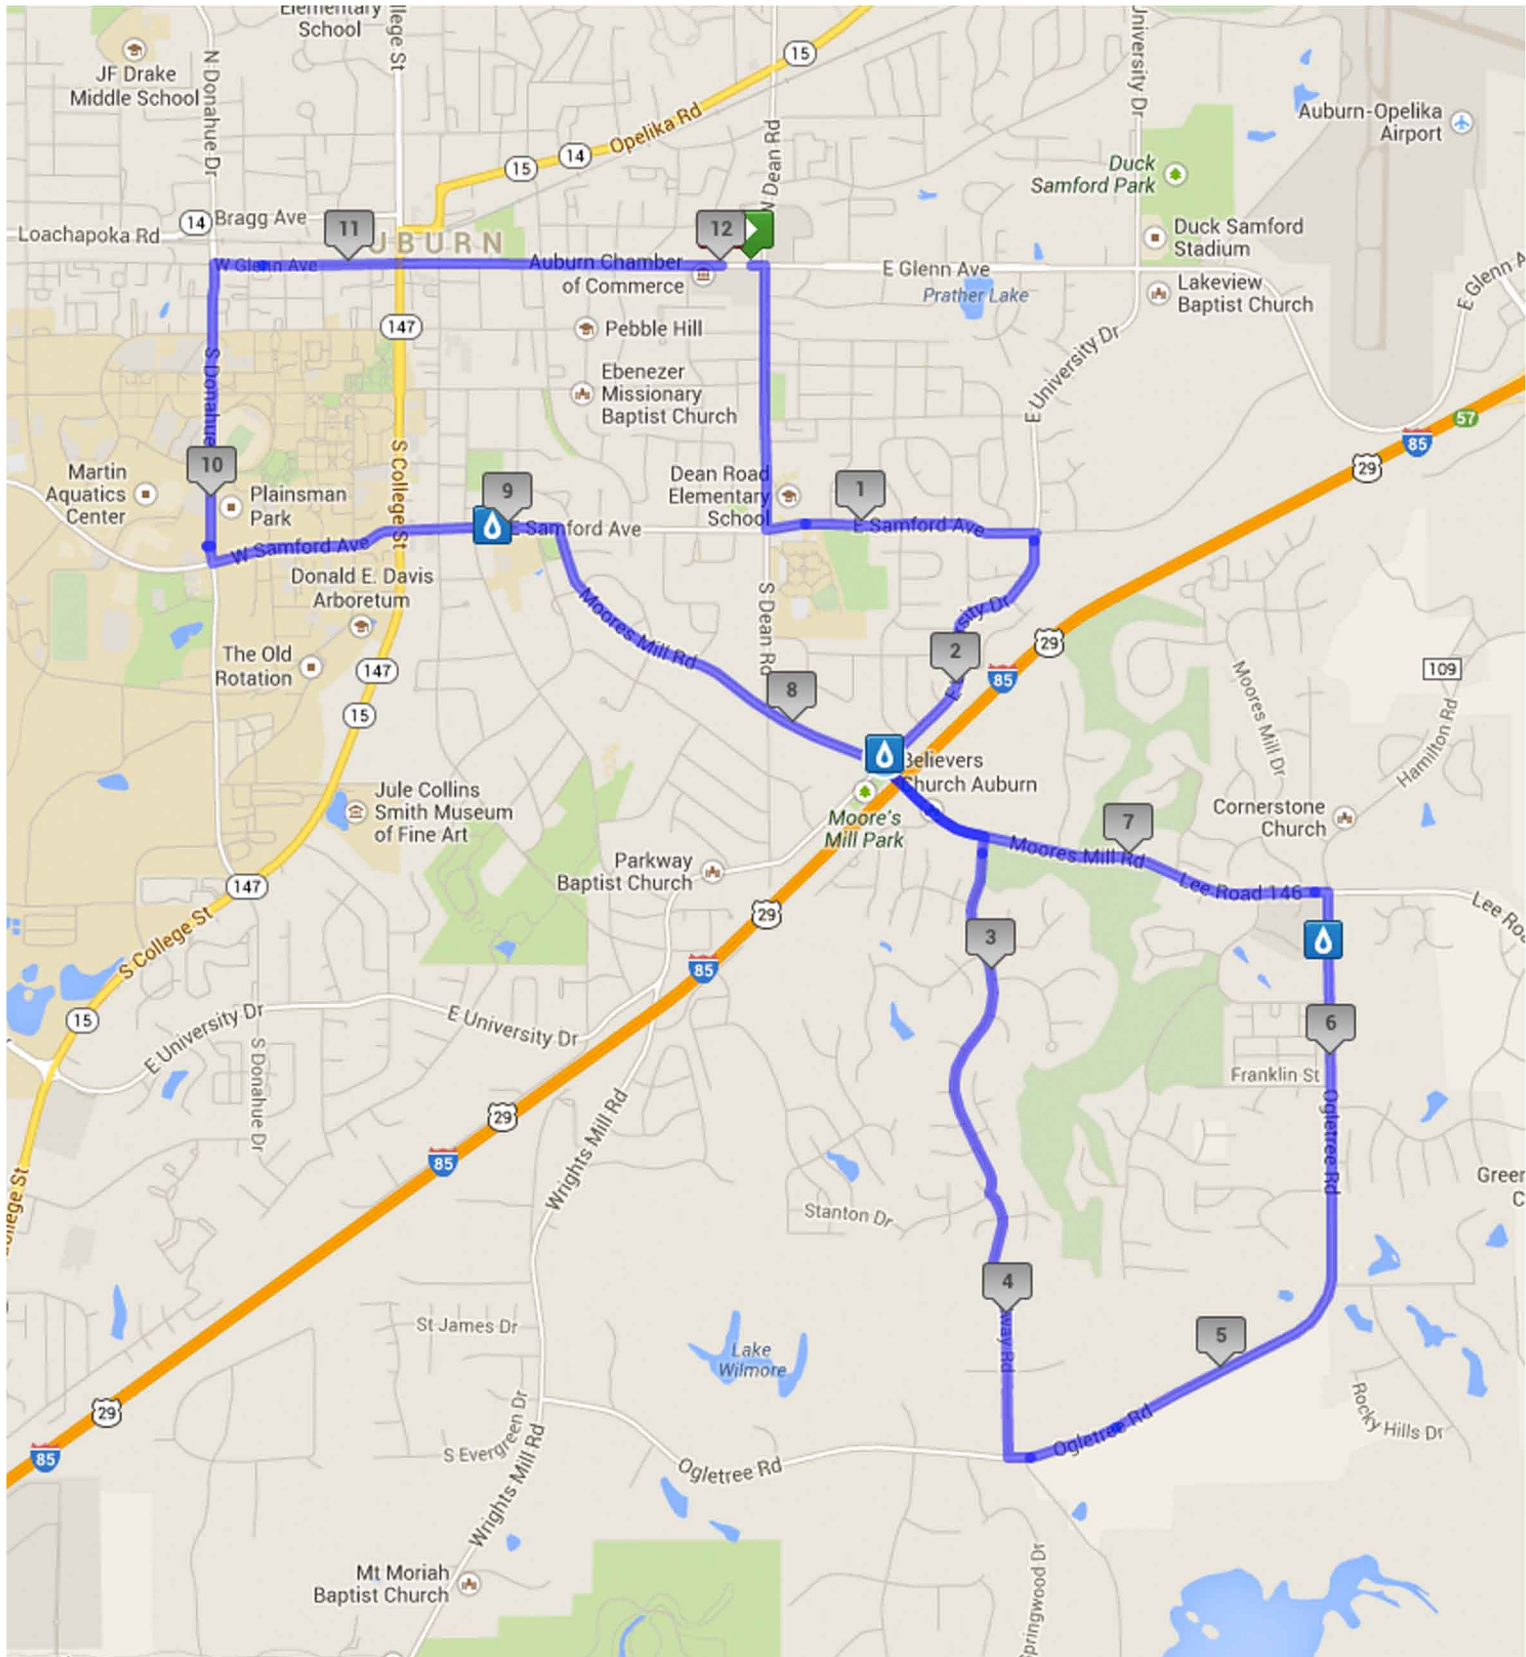 Elementary
School
JF Drake
Middle School
N Donahue Dr
15
Opelika Rd
14
15
N Dean Rd
University Dr
Auburn-Opelika
Airport
Duck
Samford Park
14
Bragg Ave
Loachapoka Rd
11
12
Duck Samford
Stadium
W Glenn Ave
Auburn Chamber
of Commerce
E Glenn Ave
Prather Lake
Lakeview
Baptist Church
147
Pebble Hill
S Donahue
Ebenezer
Missionary
Baptist Church
E University Dr
57
85
29
Martin
Aquatics
Center
10
Plainsman
Park
S College St
9
Dean Road
Elementary
School
1
E Samford Ave
E Samford Ave
W Samford Ave
Donald E. Davis
Arboretum
Moores Mill Rd
S Dean Rd
sity Dr
2
29
85
The Old
Rotation
147
15
8
109
Moores Mill Dr
Hamilton Rd
Believers
Church Auburn
Moore's
Mill Park
Jule Collins
Smith Museum
of Fine Art
Cornerstone
Church
7
Moores Mill Rd
Lee Road 146
Parkway
Baptist Church
147
29
85
S College St
3
15
E University Dr
E University Dr
S Donahue Dr
6
Franklin St
Ogletree Rd
29
85
Wrights Mill Rd
Stanton Dr
4
5
way Rd
St James Dr
Lake
Wilmore
29
85
S Evergreen Dr
Wrights Mill Rd
Ogletree Rd
Ogletree Rd
Rocky Hills Dr
Mt Moriah
Baptist Church